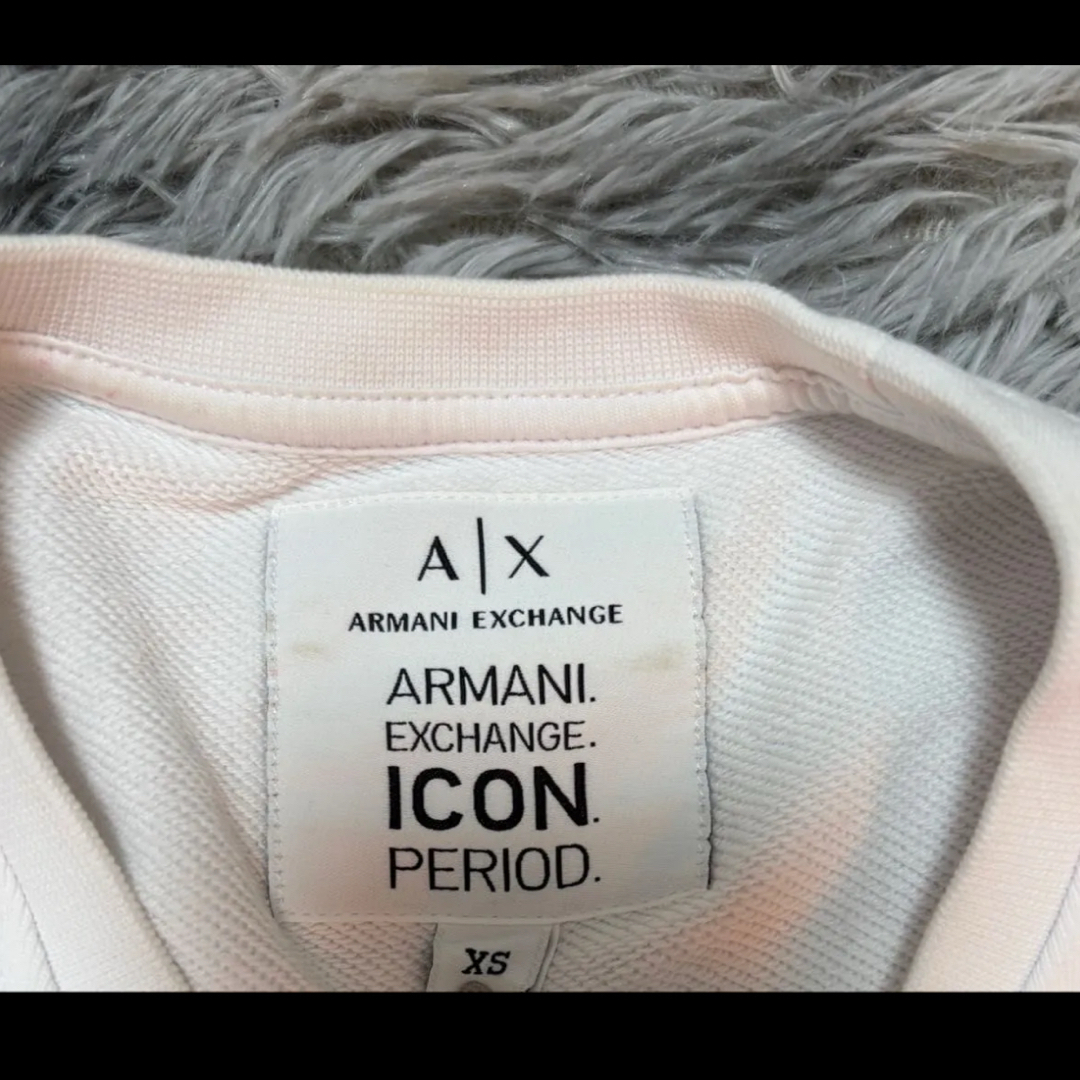 A|X
ARMANI EXCHANGE
ARMANI.
EXCHANGE.
ICON.
PERIOD.
XS